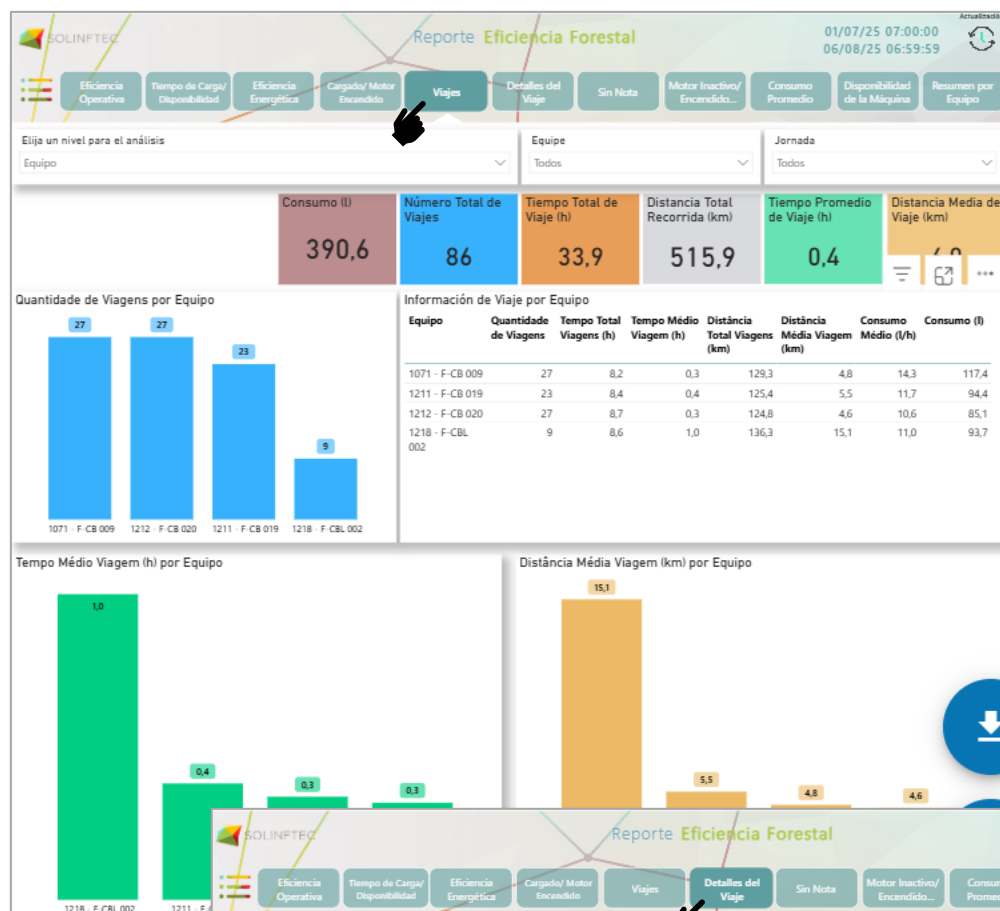 Actualización
SOLINFTEC
Reporte Eficiencia Forestal
01/07/25 07:00:00
06/08/25 06:59:59
Eficiencia Operativa
Tiempo de Carga/ Disponibilidad
Eficiencia Energética
Cargado/ Motor Encendido
Viajes
Detalles del Viaje
Sin Nota
Motor Inactivo/ Encendido...
Consumo Promedio
Disponibilidad de la Máquina
Resumen por Equipo
Elija un nivel para el análisis
Equipo
Equipe
Todos
Jornada
Todos
Consumo (l)
390,6
Número Total de Viajes
86
Tiempo Total de Viaje (h)
33,9
Distancia Total Recorrida (km)
515,9
Tiempo Promedio de Viaje (h)
0,4
Distancia Media de Viaje (km)
Quantidade de Viagens por Equipo
27
27
23
9
1071 - F-CB 009
1212 - F-CB 020
1211 - F-CB 019
1218 - F-CBL 002
Información de Viaje por Equipo
Equipo Quantidade de Viagens Tempo Total Viagens (h) Tempo Médio Viagem (h) Distância Total Viagens (km) Distância Média Viagem (km) Consumo Médio (l/h) Consumo (l)
1071 - F-CB 009 27 8,2 0,3 129,3 4,8 14,3 117,4
1211 - F-CB 019 23 8,4 0,4 125,4 5,5 11,7 94,4
1212 - F-CB 020 27 8,7 0,3 124,8 4,6 10,6 85,1
1218 - F-CBL 002 9 8,6 1,0 136,3 15,1 11,0 93,7
Tempo Médio Viagem (h) por Equipo
1,0
0,4
0,3
0,3
1218 - F-CBL 002
Distância Média Viagem (km) por Equipo
15,1
5,5
4,8
4,6
SOLINFTEC
Reporte Eficiencia Forestal
Eficiencia Operativa
Tiempo de Carga/ Disponibilidad
Eficiencia Energética
Cargado/ Motor Encendido
Viajes
Detalles del Viaje
Sin Nota
Motor Inactivo/ Encendido...